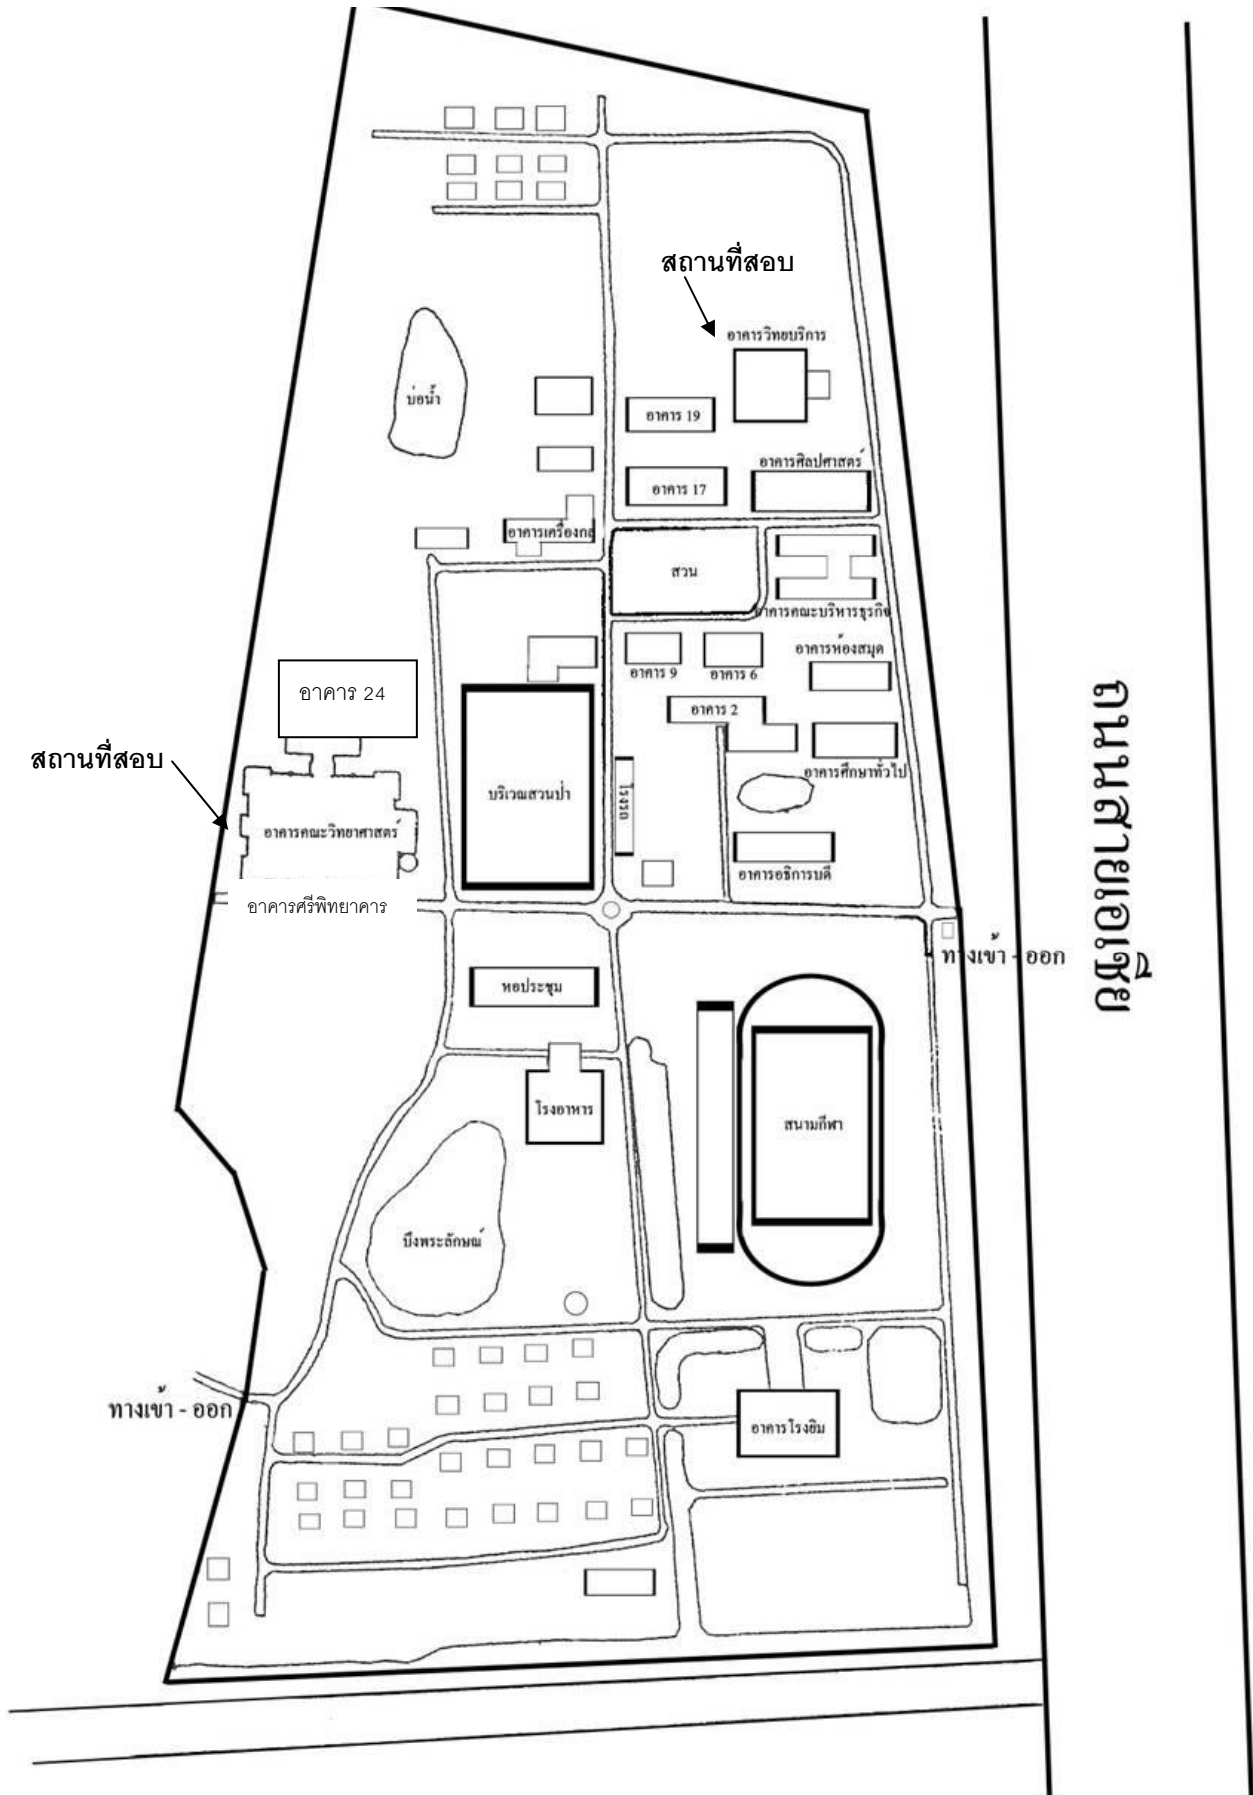 สถานที่สอบ
อาคารวิทยบริการ
บ่อน้ำ
อาคาร 19
อาคารศิลปศาสตร์
อาคาร 17
อาคารเครื่องกล
สวน
อาคารคณะบริหารธุรกิจ
อาคาร 9
อาคาร 6
อาคารห้องสมุด
อาคาร 24
อาคาร 2
สถานที่สอบ
อาคารศึกษาทั่วไป
บริเวณสวนป่า
โรงรถ
อาคารคณะวิทยาศาสตร์
อาคารอธิการบดี
อาคารศรีพิทยาคาร
ถนนสายเอเชีย
ทางเข้า - ออก
หอประชุม
โรงอาหาร
สนามกีฬา
บึงพระลักษณ์
ทางเข้า - ออก
อาคารโรงยิม